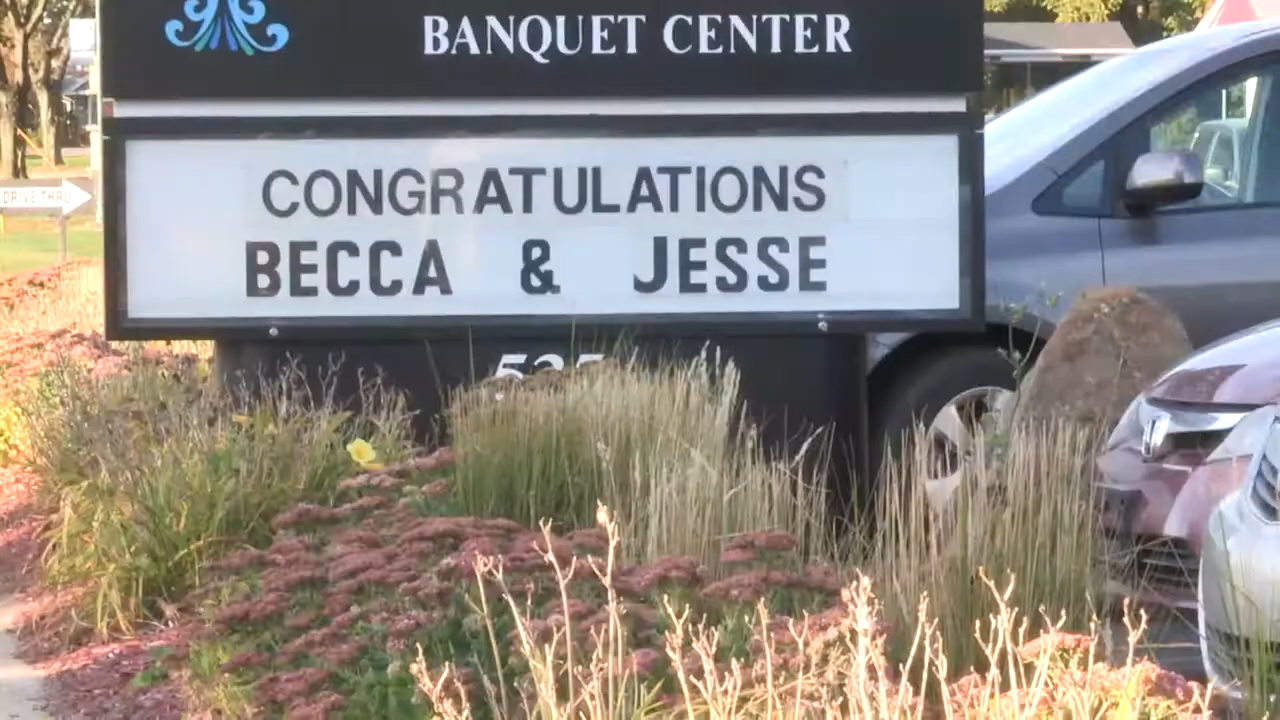 BANQUET CENTER
CONGRATULATIONS
BECCA & JESSE
DRIVE THRU